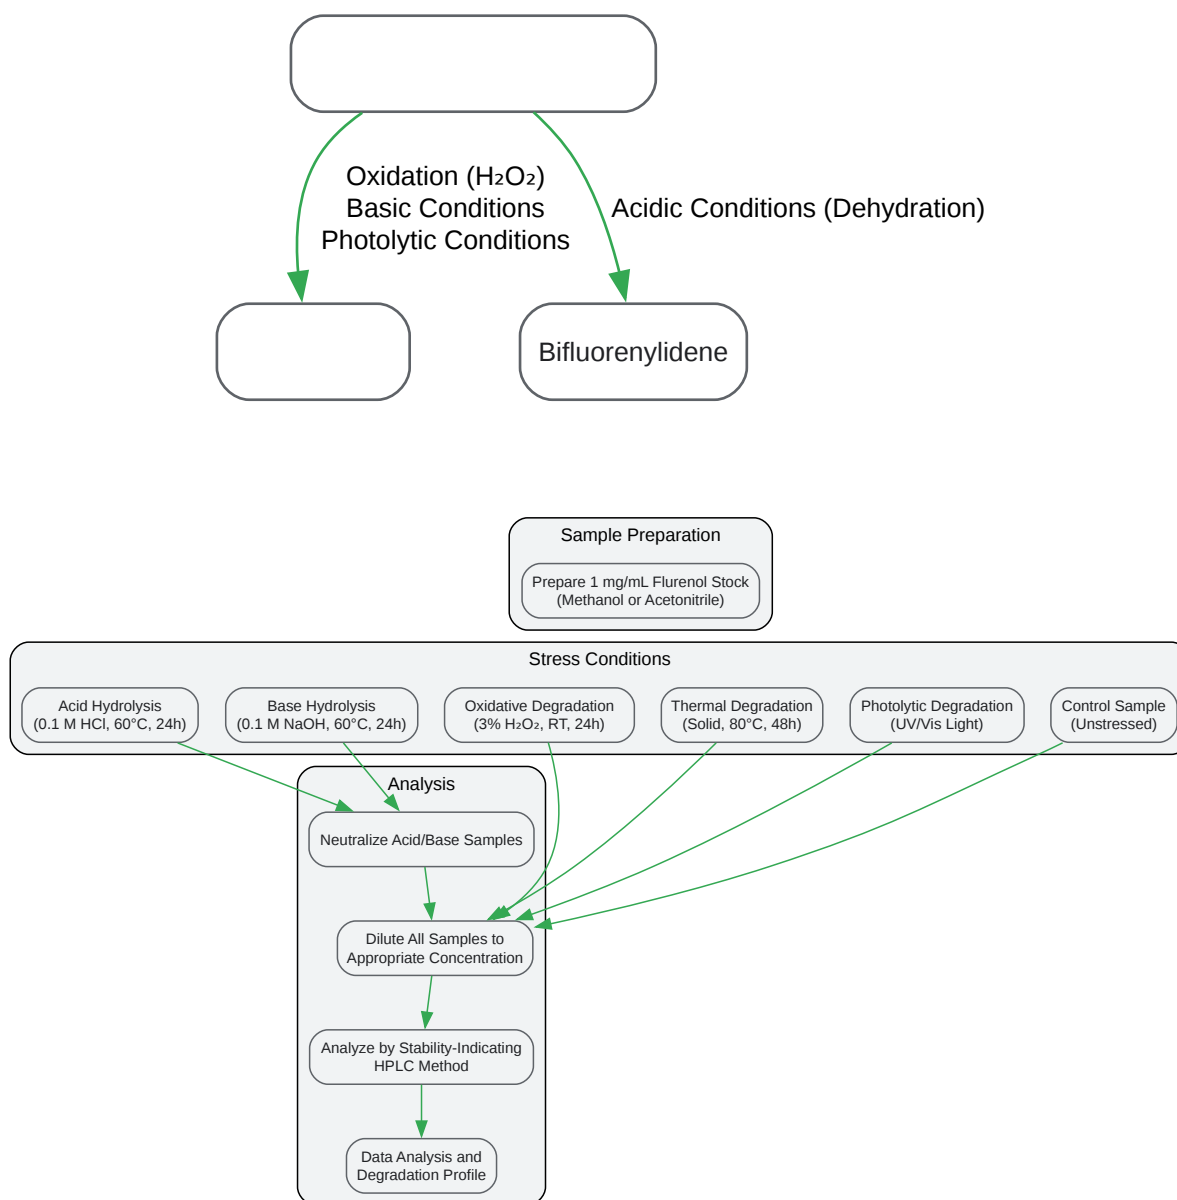 Oxidation (H₂O₂)
Basic Conditions
Photolytic Conditions
Acidic Conditions (Dehydration)
Bifluorenylidene
Sample Preparation
Prepare 1 mg/mL Flurenol Stock
(Methanol or Acetonitrile)
Stress Conditions
Acid Hydrolysis
(0.1 M HCl, 60°C, 24h)
Base Hydrolysis
(0.1 M NaOH, 60°C, 24h)
Oxidative Degradation
(3% H₂O₂, RT, 24h)
Thermal Degradation
(Solid, 80°C, 48h)
Photolytic Degradation
(UV/Vis Light)
Control Sample
(Unstressed)
Analysis
Neutralize Acid/Base Samples
Dilute All Samples to
Appropriate Concentration
Analyze by Stability-Indicating
HPLC Method
Data Analysis and
Degradation Profile